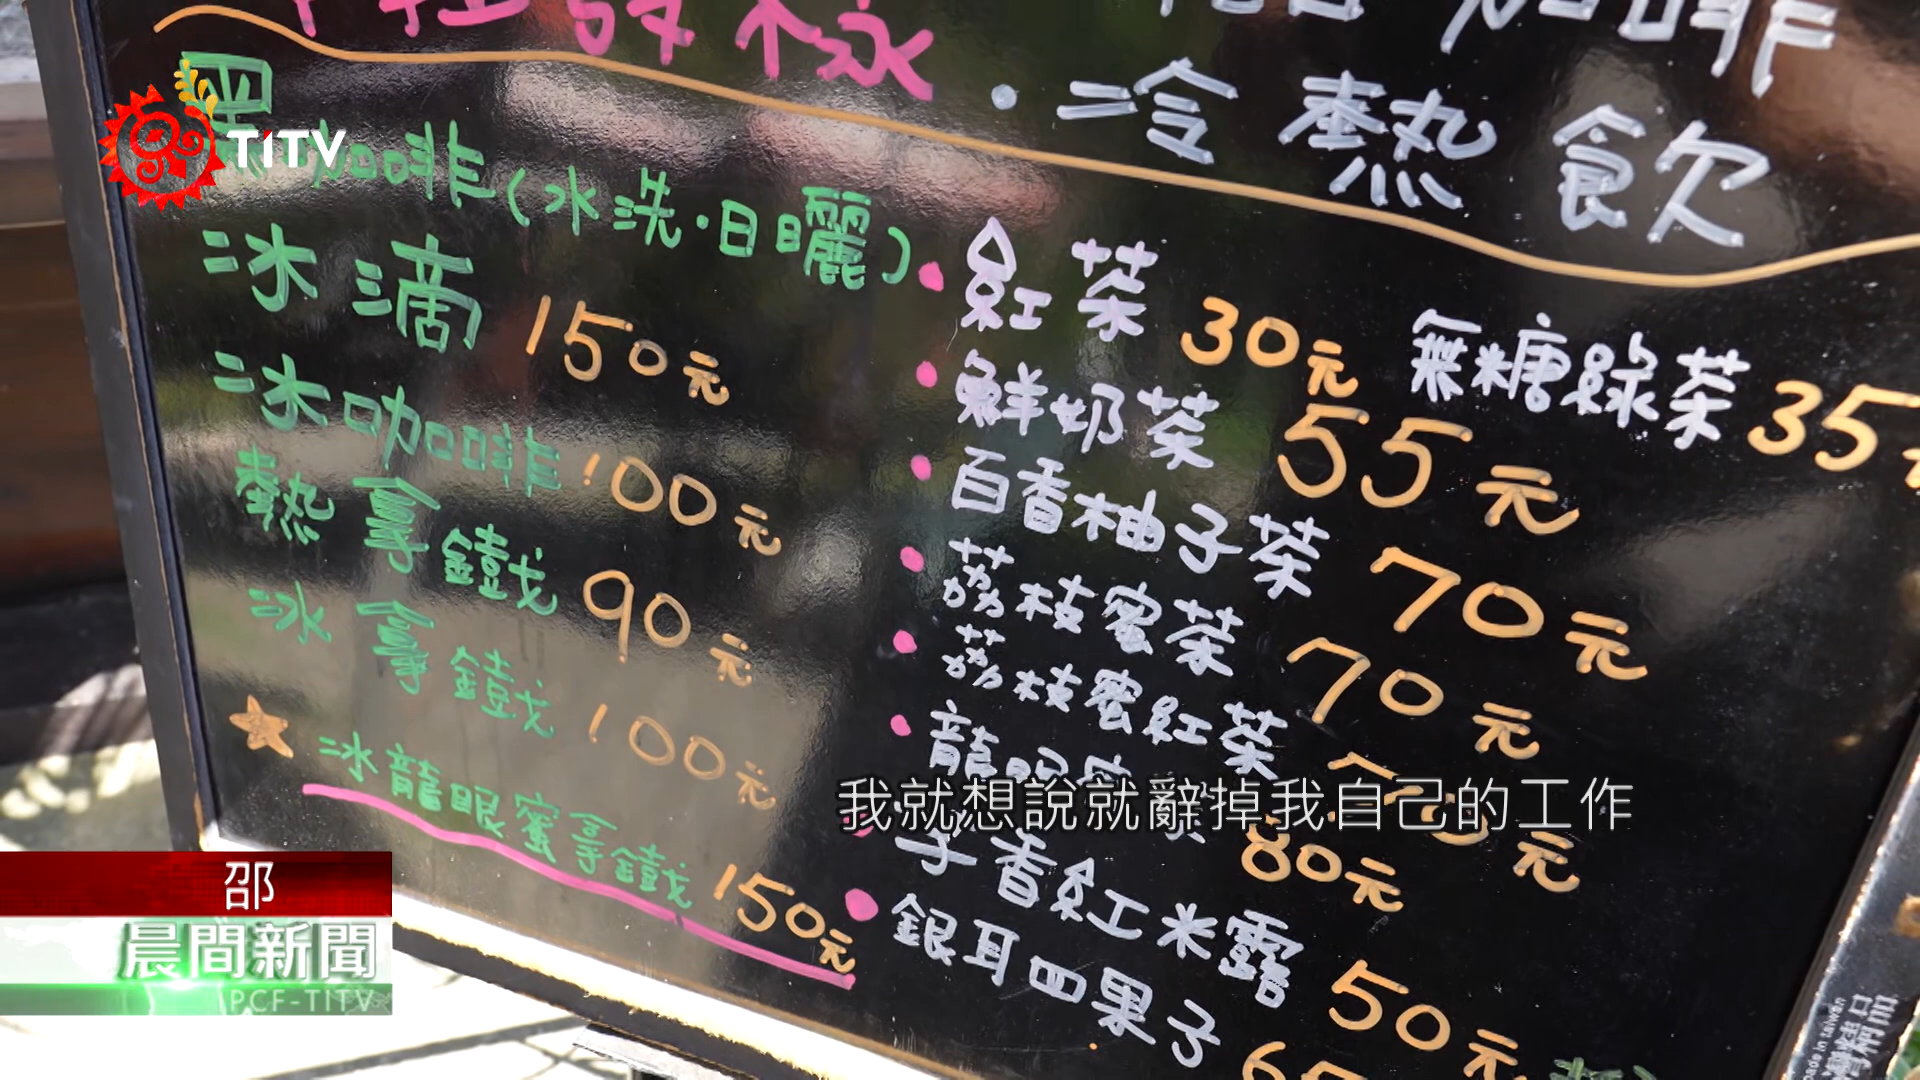 冷熱飲
TiTV
黑咖啡(水洗·日曬)
冰滴 150元
冰咖啡 100元
熱拿鐵 90元
冰拿鐵 100元
冰龍眼蜜拿鐵 150元
紅茶 30元 無糖綠茶 35
鮮奶茶 55元
百香柚子茶 70元
荔枝蜜茶 70元
荔枝蜜紅茶
80元
香紅米露 50元
銀耳四果子
我就想說就辭掉我自己的工作
邵
晨間新聞
PCF-TITV
made in taiwan
精品